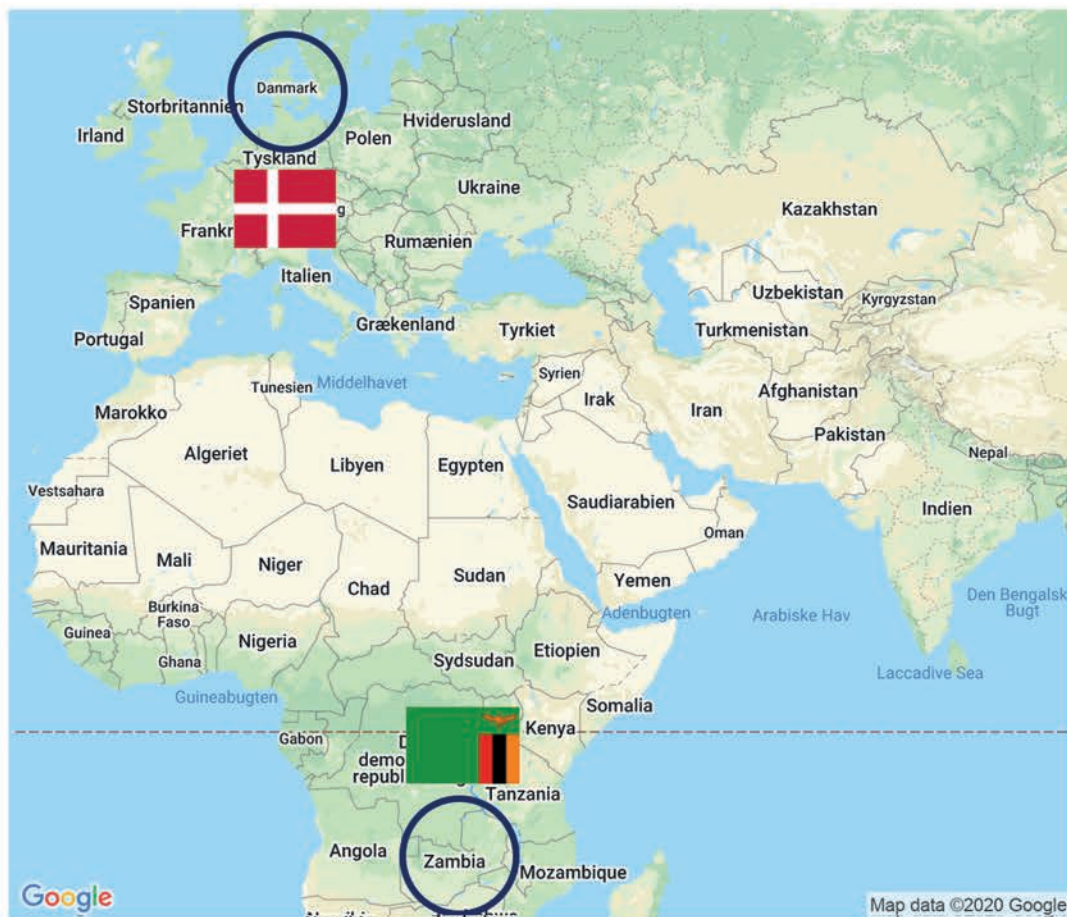 Danmark
Storbritannien
Irland
Hviderusland
Polen
Tyskland
Ukraine
Kazakhstan
Rumænien
Italien
Spanien
Uzbekistan
Kyrgyzstan
Portugal
Grækenland
Tyrkiet
Turkmenistan
Syrien
Tunesien
Middelhavet
Afghanistan
Marokko
Irak
Iran
Pakistan
Algeriet
Libyen
Egypten
Nepal
Vestsahara
Saudiarabien
Indien
Oman
Mauritania
Mali
Niger
Chad
Sudan
Yemen
Den Bengalsk
Bugt
Burkina
Faso
Adenbugten
Arabiske Hav
Guinea
Nigeria
Etiopien
Ghana
Sydsudan
Laccadive Sea
Guineabugten
Somalia
Kenya
Gabon
Tanzania
Angola
Zambia
Mozambique
Google
Map data ©2020 Google